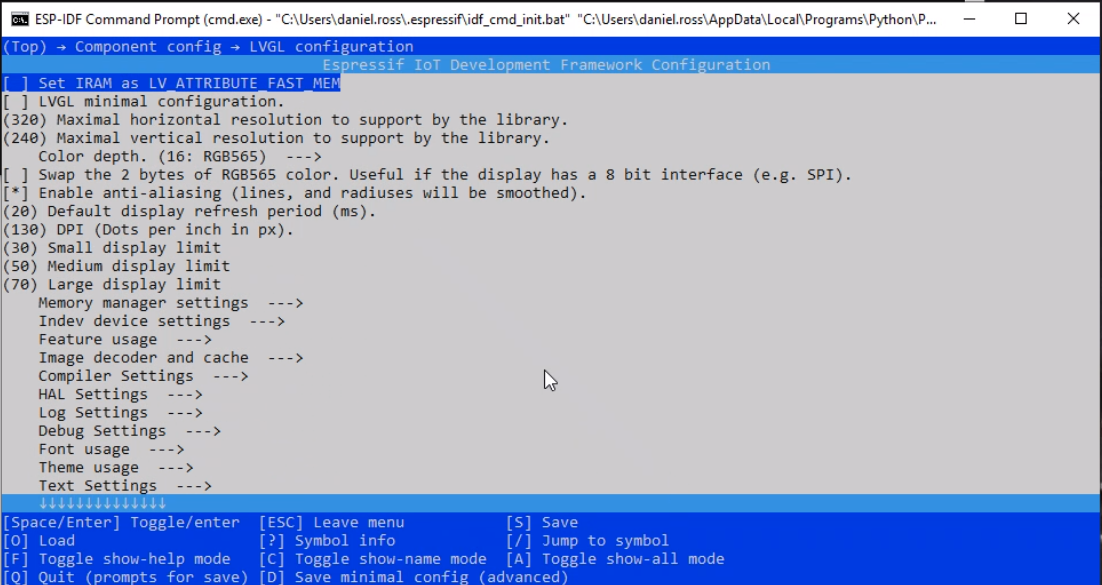 ESP-IDF Command Prompt (cmd.exe) - "C:\Users\daniel.ross\.espressif\idf_cmd_init.bat" "C:\Users\daniel.ross\AppData\Local\Programs\Python\P...
(Top) → Component config → LVGL configuration
Espressif IoT Development Framework Configuration
[ ] Set IRAM as LV_ATTRIBUTE_FAST_MEM
[ ] LVGL minimal configuration.
(320) Maximal horizontal resolution to support by the library.
(240) Maximal vertical resolution to support by the library.
Color depth. (16: RGB565)  --->
[ ] Swap the 2 bytes of RGB565 color. Useful if the display has a 8 bit interface (e.g. SPI).
[*] Enable anti-aliasing (lines, and radiuses will be smoothed).
(20) Default display refresh period (ms).
(130) DPI (Dots per inch in px).
(30) Small display limit
(50) Medium display limit
(70) Large display limit
Memory manager settings  --->
Indev device settings  --->
Feature usage  --->
Image decoder and cache  --->
Compiler Settings  --->
HAL Settings  --->
Log Settings  --->
Debug Settings  --->
Font usage  --->
Theme usage  --->
Text Settings  --->
↓↓↓↓↓↓↓↓↓↓↓↓↓↓
[Space/Enter] Toggle/enter  [ESC] Leave menu  [S] Save
[O] Load  [?] Symbol info  [/] Jump to symbol
[F] Toggle show-help mode  [C] Toggle show-name mode  [A] Toggle show-all mode
[Q] Quit (prompts for save)  [D] Save minimal config (advanced)